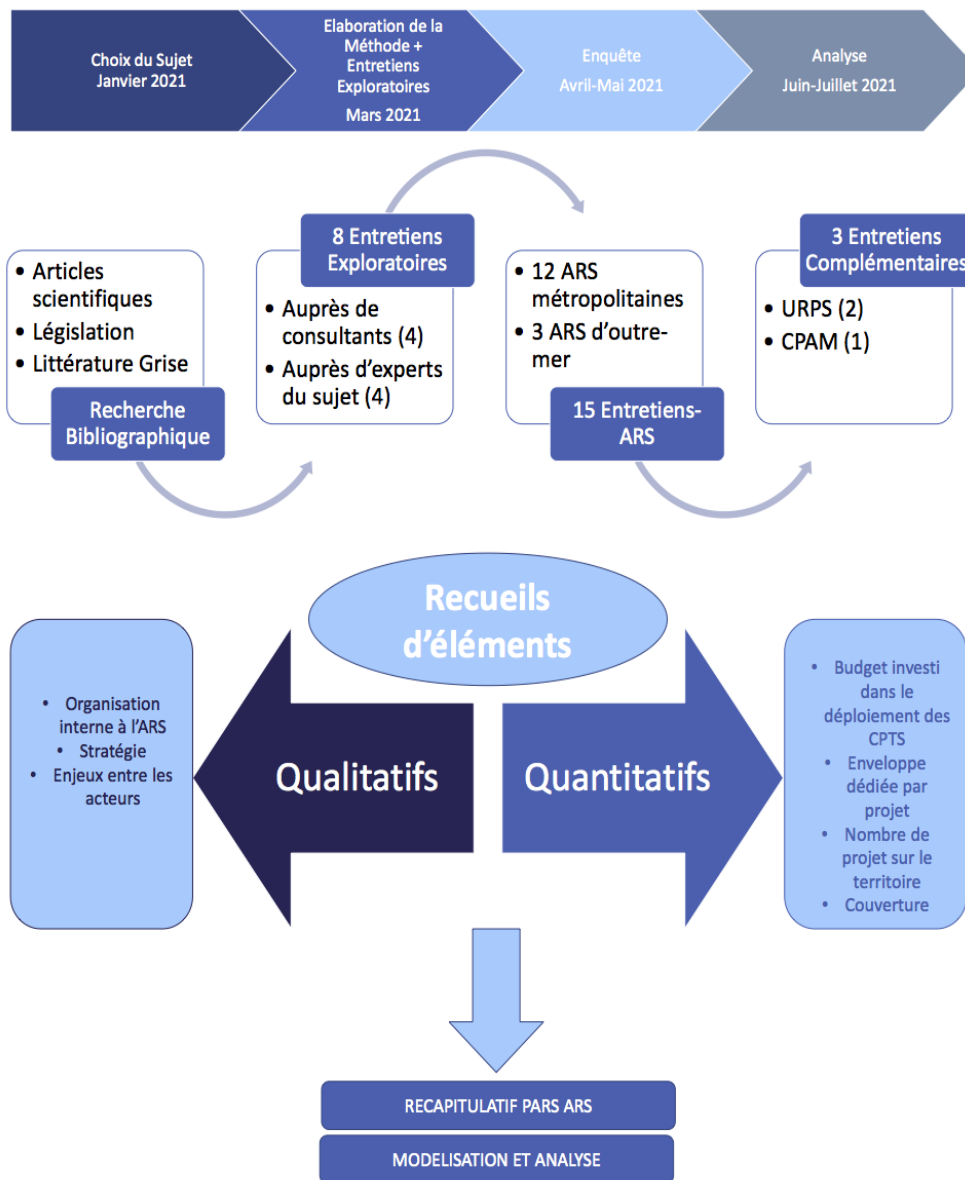 Choix du Sujet
Janvier 2021
Elaboration de la
Méthode +
Entretiens
Exploratoires
Mars 2021
Enquête
Avril-Mai 2021
Analyse
Juin-Juillet 2021
• Articles
scientifiques
• Législation
• Littérature Grise
Recherche
Bibliographique
8 Entretiens
Exploratoires
• Auprès de
consultants (4)
• Auprès d’experts
du sujet (4)
• 12 ARS
métropolitaines
• 3 ARS d’outre-
mer
15 Entretiens-
ARS
3 Entretiens
Complémentaires
• URPS (2)
• CPAM (1)
Recueils
d’éléments
• Organisation
interne à l’ARS
• Stratégie
• Enjeux entre les
acteurs
Qualitatifs
Quantitatifs
• Budget investi
dans le
déploiement des
CPTS
• Enveloppe
dédiée par
projet
• Nombre de
projet sur le
territoire
• Couverture
RECAPITULATIF PARS ARS
MODELISATION ET ANALYSE